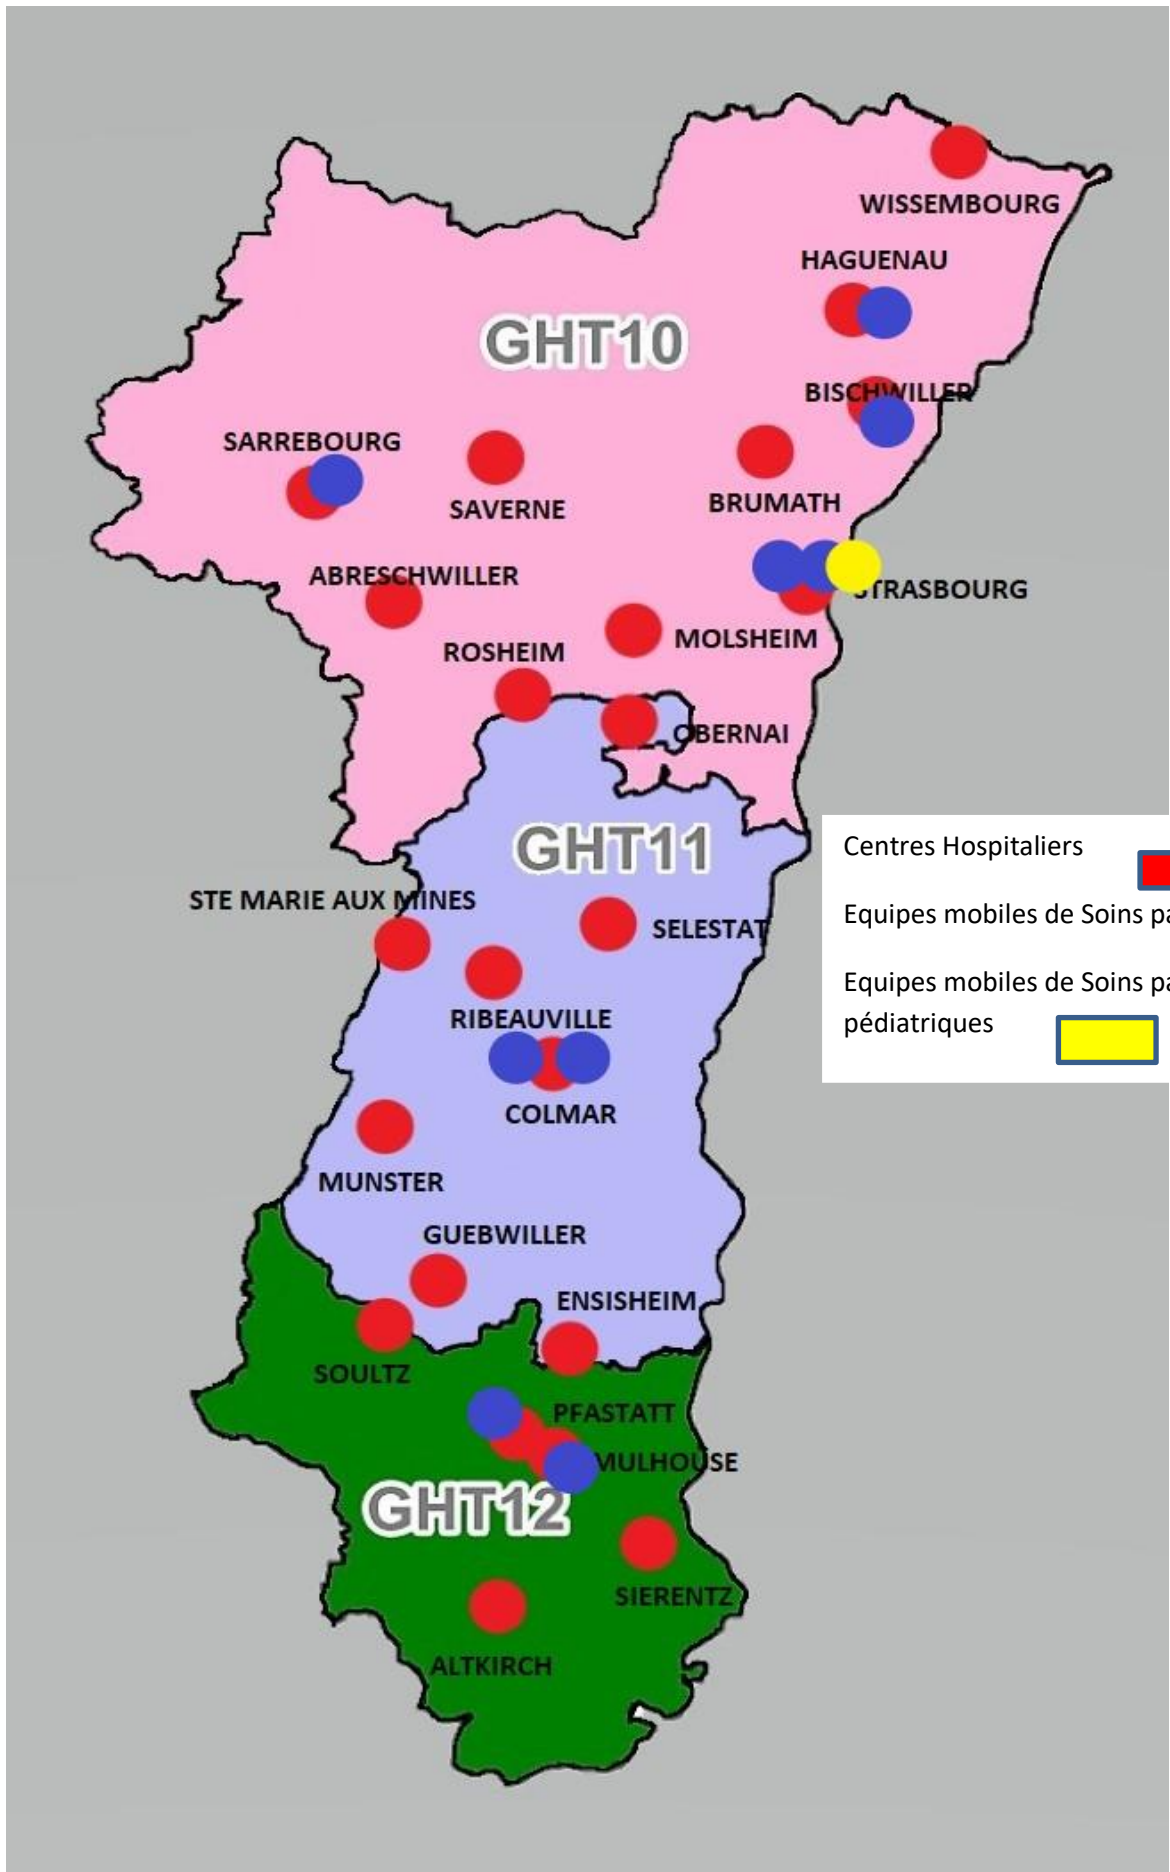 WISSEMBOURG
HAGUENAU
GHT10
BISCHWILLER
SARREBOURG
SAVERNE
BRUMATH
ABRESCHWILLER
STRASBOURG
MOLSHEIM
ROSHEIM
OBERNAI
GHT11
Centres Hospitaliers
STE MARIE AUX MINES
Equipes mobiles de Soins pa
SELESTAT
Equipes mobiles de Soins pa
pédiatriques
RIBEAUVILLE
COLMAR
MUNSTER
GUEBWILLER
ENSISHEIM
SOULTZ
PFASTATT
MULHOUSE
GHT12
SIERENTZ
ALTKIRCH